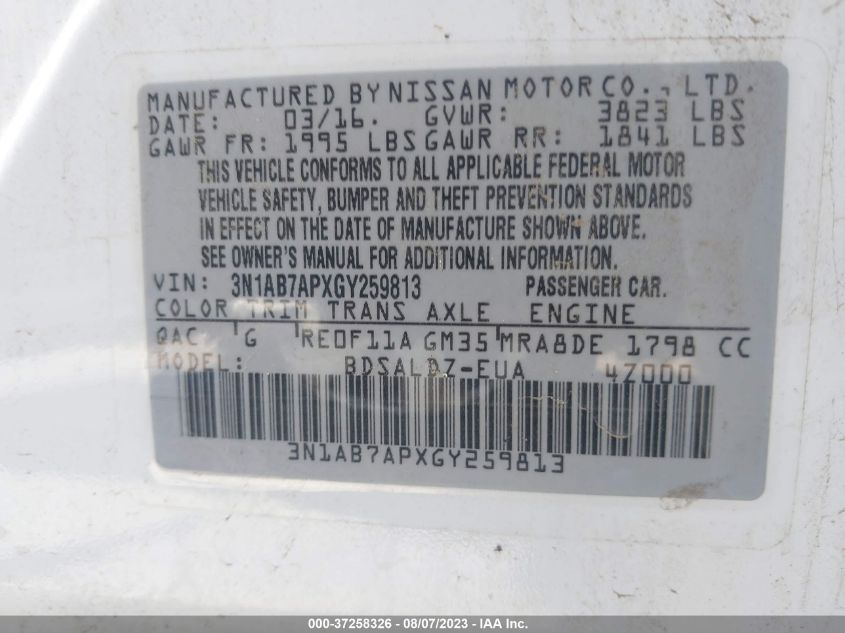 MANUFACTURED BY NISSAN MOTOR CO., LTD.
DATE: 03/16. GVWR: 3823 LBS
GAWR FR: 1995 LBS GAWR RR: 1841 LBS
THIS VEHICLE CONFORMS TO ALL APPLICABLE FEDERAL MOTOR
VEHICLE SAFETY, BUMPER AND THEFT PREVENTION STANDARDS
IN EFFECT ON THE DATE OF MANUFACTURE SHOWN ABOVE.
SEE OWNER'S MANUAL FOR ADDITIONAL INFORMATION.
VIN: 3N1AB7APXGY259813 PASSENGER CAR.
COLOR TRIM TRANS AXLE ENGINE
QAC G RE0F11A GM35 MRA8DE 1798 CC
MODEL: BDSALDZ-EUA 4Z000
3N1AB7APXGY259813
000-37258326 - 08/07/2023 - IAA Inc.